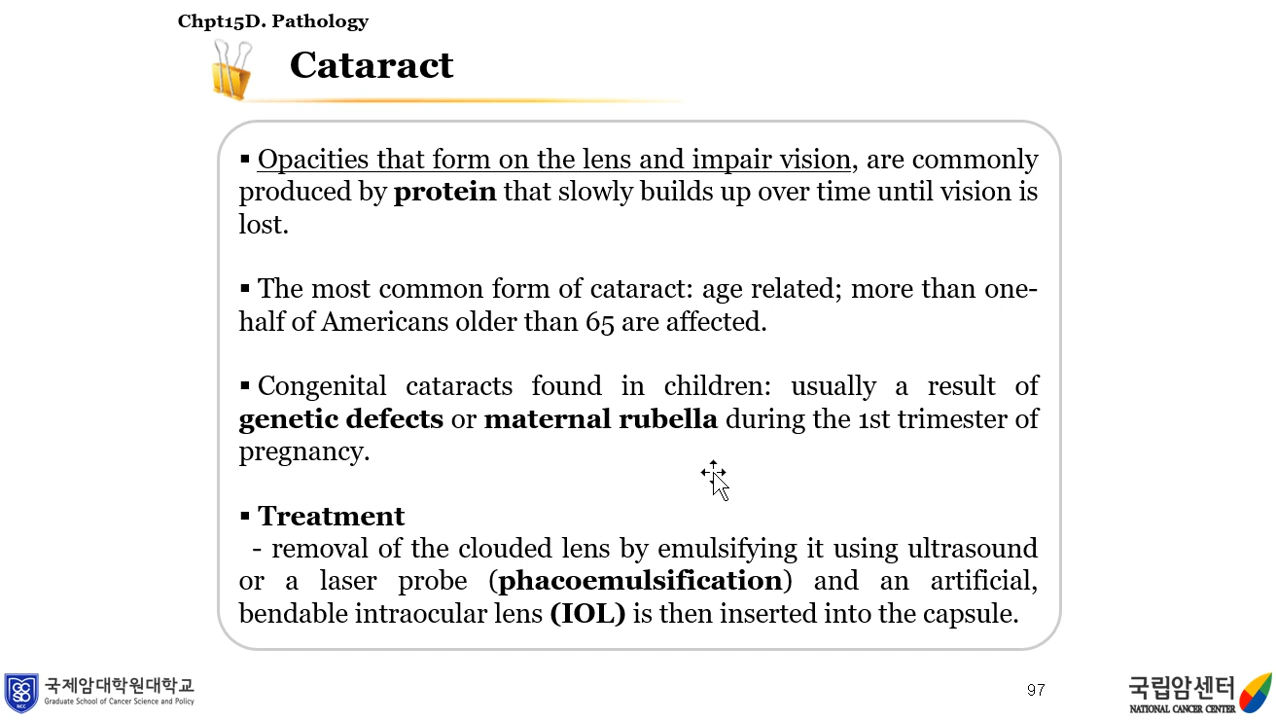 Chpt15D. Pathology
Cataract
▪ Opacities that form on the lens and impair vision, are commonly
produced by protein that slowly builds up over time until vision is
lost.
▪ The most common form of cataract: age related; more than one-
half of Americans older than 65 are affected.
▪ Congenital cataracts found in children: usually a result of
genetic defects or maternal rubella during the 1st trimester of
pregnancy.
▪ Treatment
- removal of the clouded lens by emulsifying it using ultrasound
or a laser probe (phacoemulsification) and an artificial,
bendable intraocular lens (IOL) is then inserted into the capsule.
NCC
국제암대학원대학교
Graduate School of Cancer Science and Policy
97
국립암센터
NATIONAL CANCER CENTER